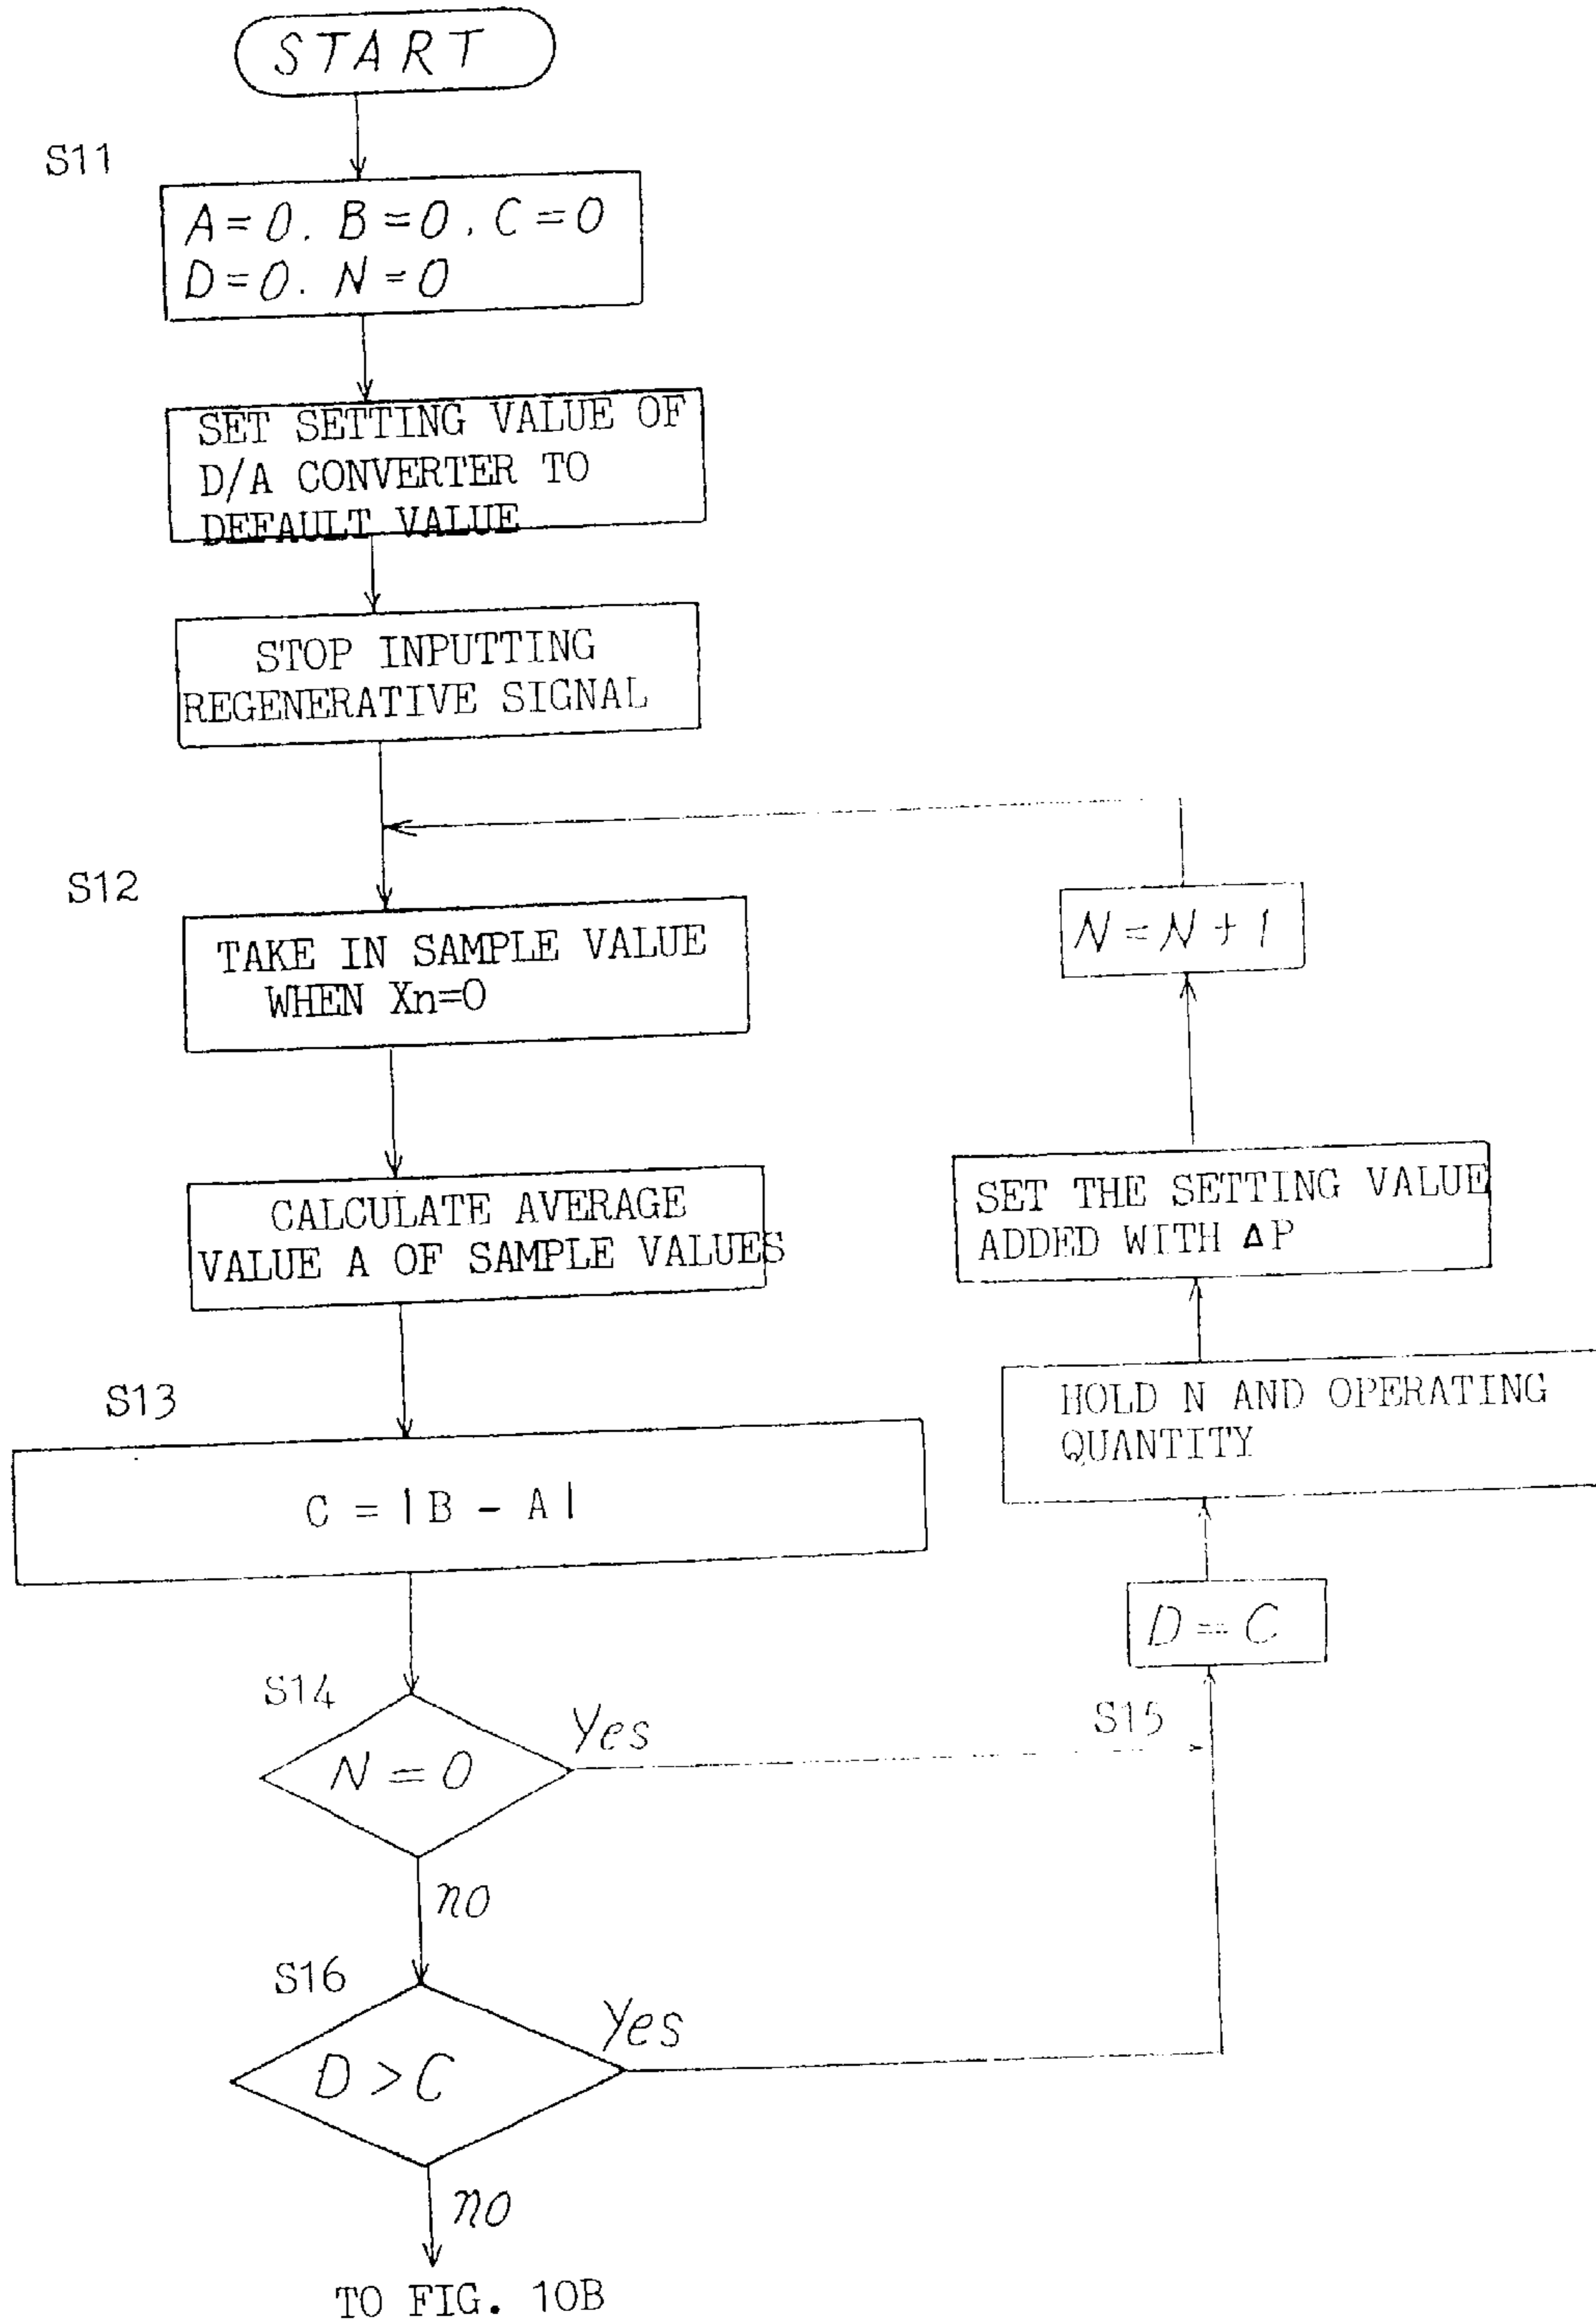 START
S11
A=0. B=0. C=0
D=0. N=0
SET SETTING VALUE OF
D/A CONVERTER TO
DEFAULT VALUE
STOP INPUTTING
REGENERATIVE SIGNAL
S12
TAKE IN SAMPLE VALUE
WHEN Xn=0
CALCULATE AVERAGE
VALUE A OF SAMPLE VALUES
S13
C = |B - A|
S14
N=0
Yes
no
S16
D>C
Yes
no
TO FIG. 10B
S15
D=C
HOLD N AND OPERATING
QUANTITY
SET THE SETTING VALUE
ADDED WITH ΔP
N=N+1